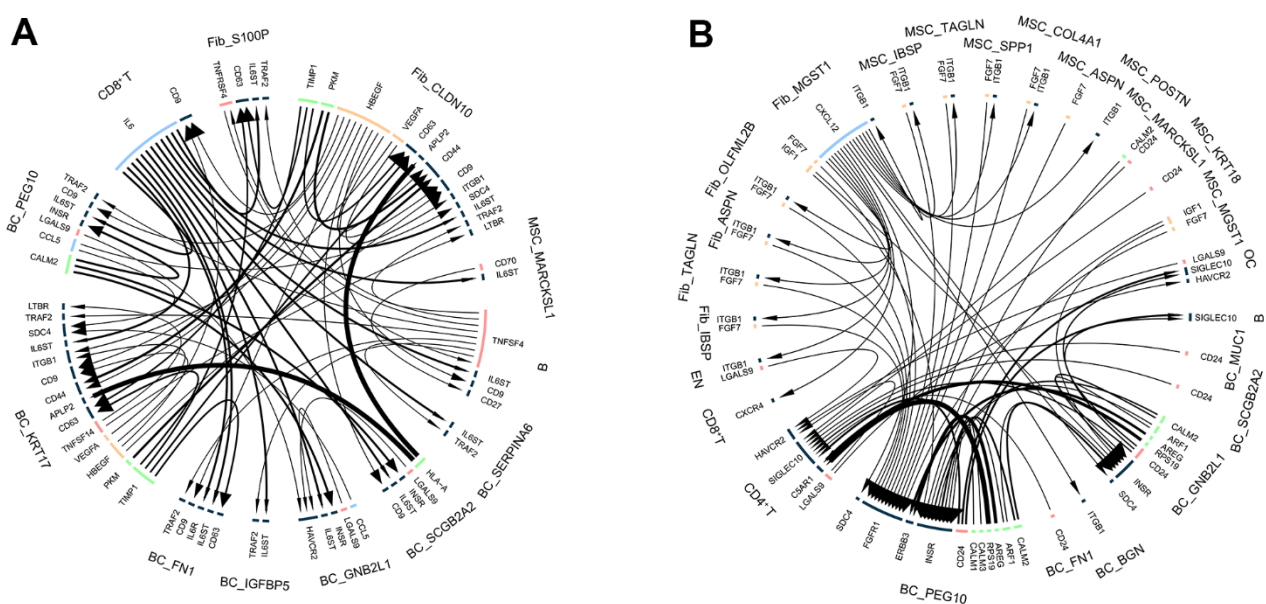 A
Fib_S100P
TNFRSF4
CD63
IL6ST
TRAF2
TIMP1
PKM
HBEGF
Fib_CLDN10
VEGFA
CD63
APLP2
CD44
CD9
ITGB1
SDC4
IL6ST
TRAF2
LTBR
MSC_MARCKSL1
CD70
IL6ST
TNFSF4
B
IL6ST
CD9
CD27
BC_SERPINA6
IL6ST
TRAF2
BC_SCGB2A2
HLA-A
LGALS9
INSR
IL6ST
CD9
BC_GNB2L1
CCL5
LGALS9
INSR
IL6ST
HAVCR2
BC_IGFBP5
IL6ST
TRAF2
BC_FN1
CD63
IL6ST
IL6R
CD9
TRAF2
BC_KRT17
TIMP1
PKM
HBEGF
VEGFA
TNFSF14
CD63
APLP2
CD44
CD9
ITGB1
IL6ST
SDC4
TRAF2
LTBR
BC_PEG10
CALM2
CCL5
LGALS9
INSR
IL6ST
CD9
TRAF2
CD8⁺ T
IL6
CD9
B
MSC_IBSP
ITGB1
FGF7
MSC_TAGLN
ITGB1
FGF7
MSC_SPP1
FGF7
ITGB1
MSC_COL4A1
FGF7
ITGB1
MSC_ASPN
FGF7
MSC_POSTN
ITGB1
MSC_MARCKSL1
CALM2
CD24
MSC_KRT18
CD24
MSC_MGST1
IGF1
FGF7
OC
LGALS9
SIGLEC10
HAVCR2
B
SIGLEC10
BC_MUC1
CD24
BC_SCGB2A2
CD24
BC_GNB2L1
CALM2
ARF1
AREG
RPS19
CD24
INSR
SDC4
BC_BGN
ITGB1
BC_FN1
CD24
BC_PEG10
CALM2
ARF1
AREG
RPS19
CALM3
CALM1
CD24
INSR
ERBB3
FGFR1
SDC4
CD4⁺T
LGALS9
C5AR1
SIGLEC10
HAVCR2
CD8⁺T
CXCR4
EN
LGALS9
ITGB1
Fib_IBSP
FGF7
ITGB1
Fib_TAGLN
FGF7
ITGB1
Fib_ASPN
FGF7
ITGB1
Fib_OLFML2B
FGF7
ITGB1
Fib_MGST1
IGF1
FGF7
CXCL12
ITGB1